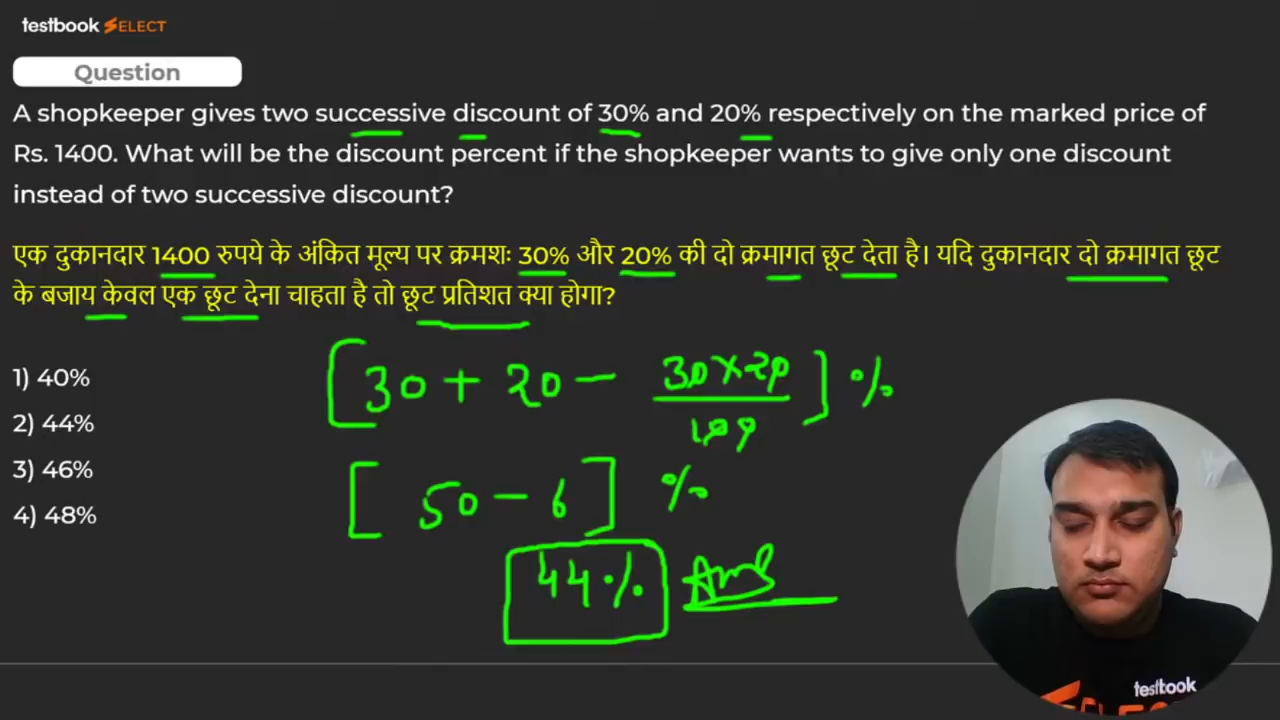 testbook SELECT
Question
A shopkeeper gives two successive discount of 30% and 20% respectively on the marked price of
Rs. 1400. What will be the discount percent if the shopkeeper wants to give only one discount
instead of two successive discount?
एक दुकानदार 1400 रुपये के अंकित मूल्य पर क्रमशः 30% और 20% की दो क्रमागत छूट देता है। यदि दुकानदार दो क्रमागत छूट
के बजाय केवल एक छूट देना चाहता है तो छूट प्रतिशत क्या होगा?
1) 40%
2) 44%
3) 46%
4) 48%
[30 + 20 - 30×20/100] %
[50 - 6] %
44% Ans
testbook